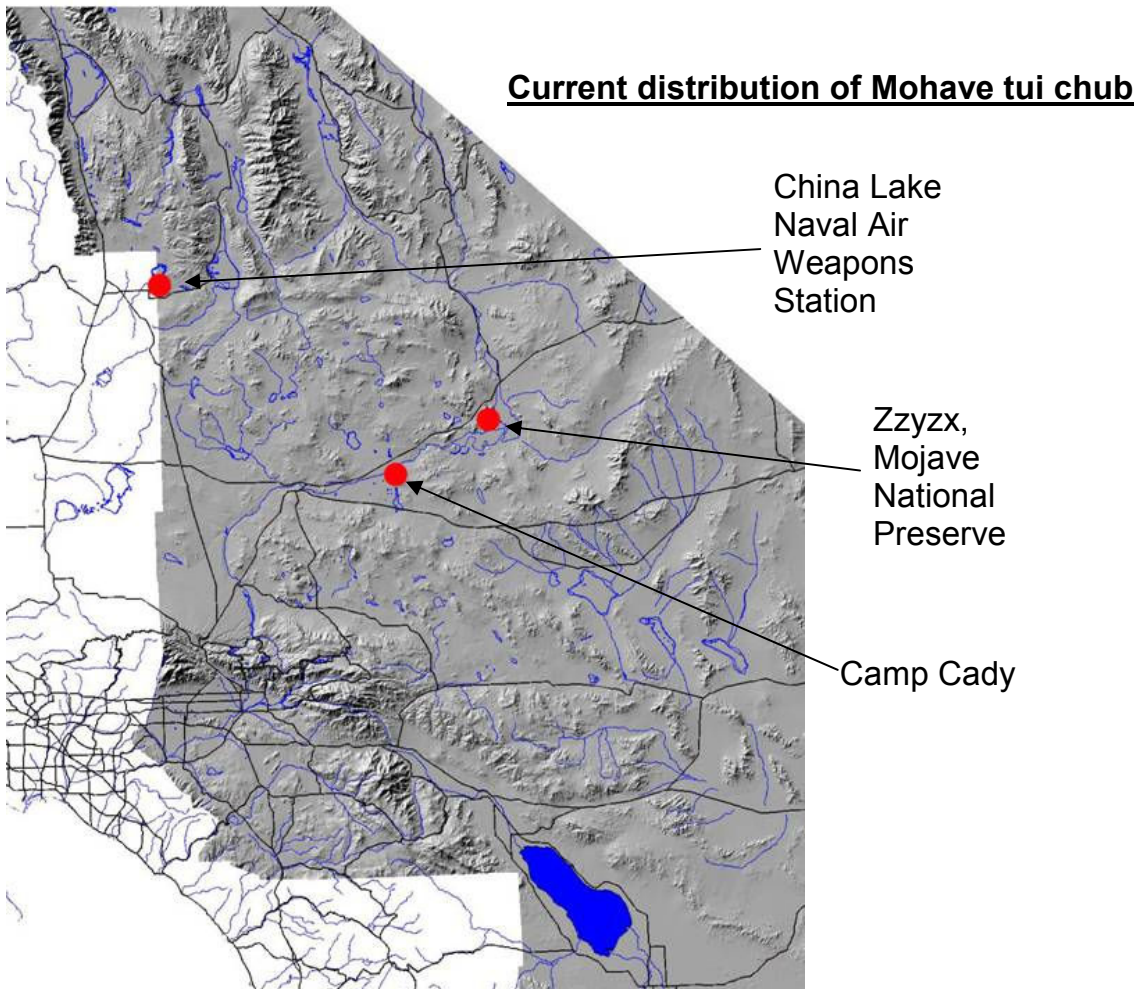 Current distribution of Mohave tui chub
China Lake
Naval Air
Weapons
Station
Zzyzx,
Mojave
National
Preserve
Camp Cady